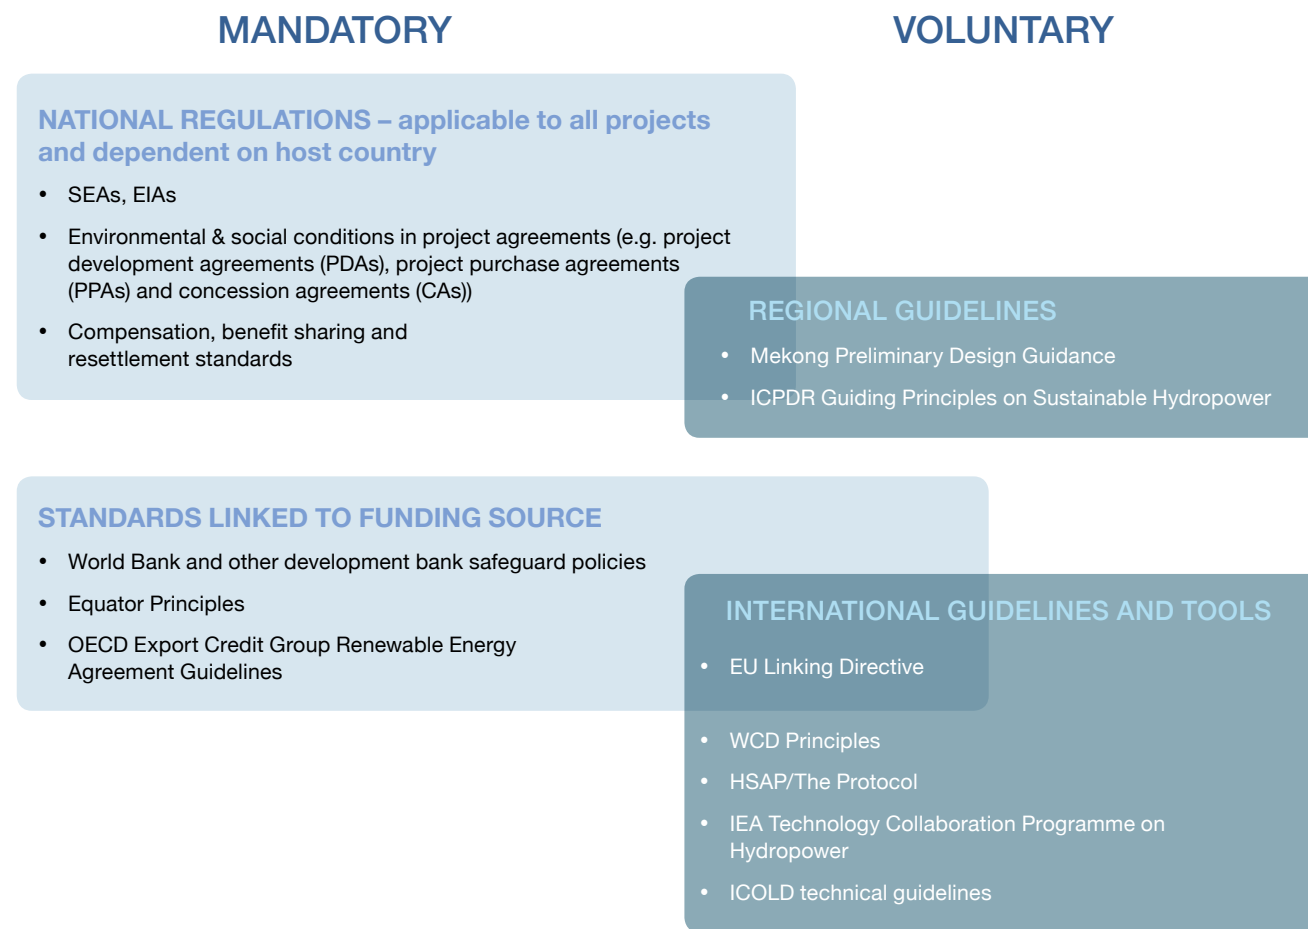 MANDATORY
VOLUNTARY
NATIONAL REGULATIONS – applicable to all projects
and dependent on host country
• SEAs, EIAs
• Environmental & social conditions in project agreements (e.g. project
development agreements (PDAs), project purchase agreements
(PPAs) and concession agreements (CAs))
• Compensation, benefit sharing and
resettlement standards
REGIONAL GUIDELINES
• Mekong Preliminary Design Guidance
• ICPDR Guiding Principles on Sustainable Hydropower
STANDARDS LINKED TO FUNDING SOURCE
• World Bank and other development bank safeguard policies
• Equator Principles
• OECD Export Credit Group Renewable Energy
Agreement Guidelines
INTERNATIONAL GUIDELINES AND TOOLS
• EU Linking Directive
• WCD Principles
• HSAP/The Protocol
• IEA Technology Collaboration Programme on
Hydropower
• ICOLD technical guidelines